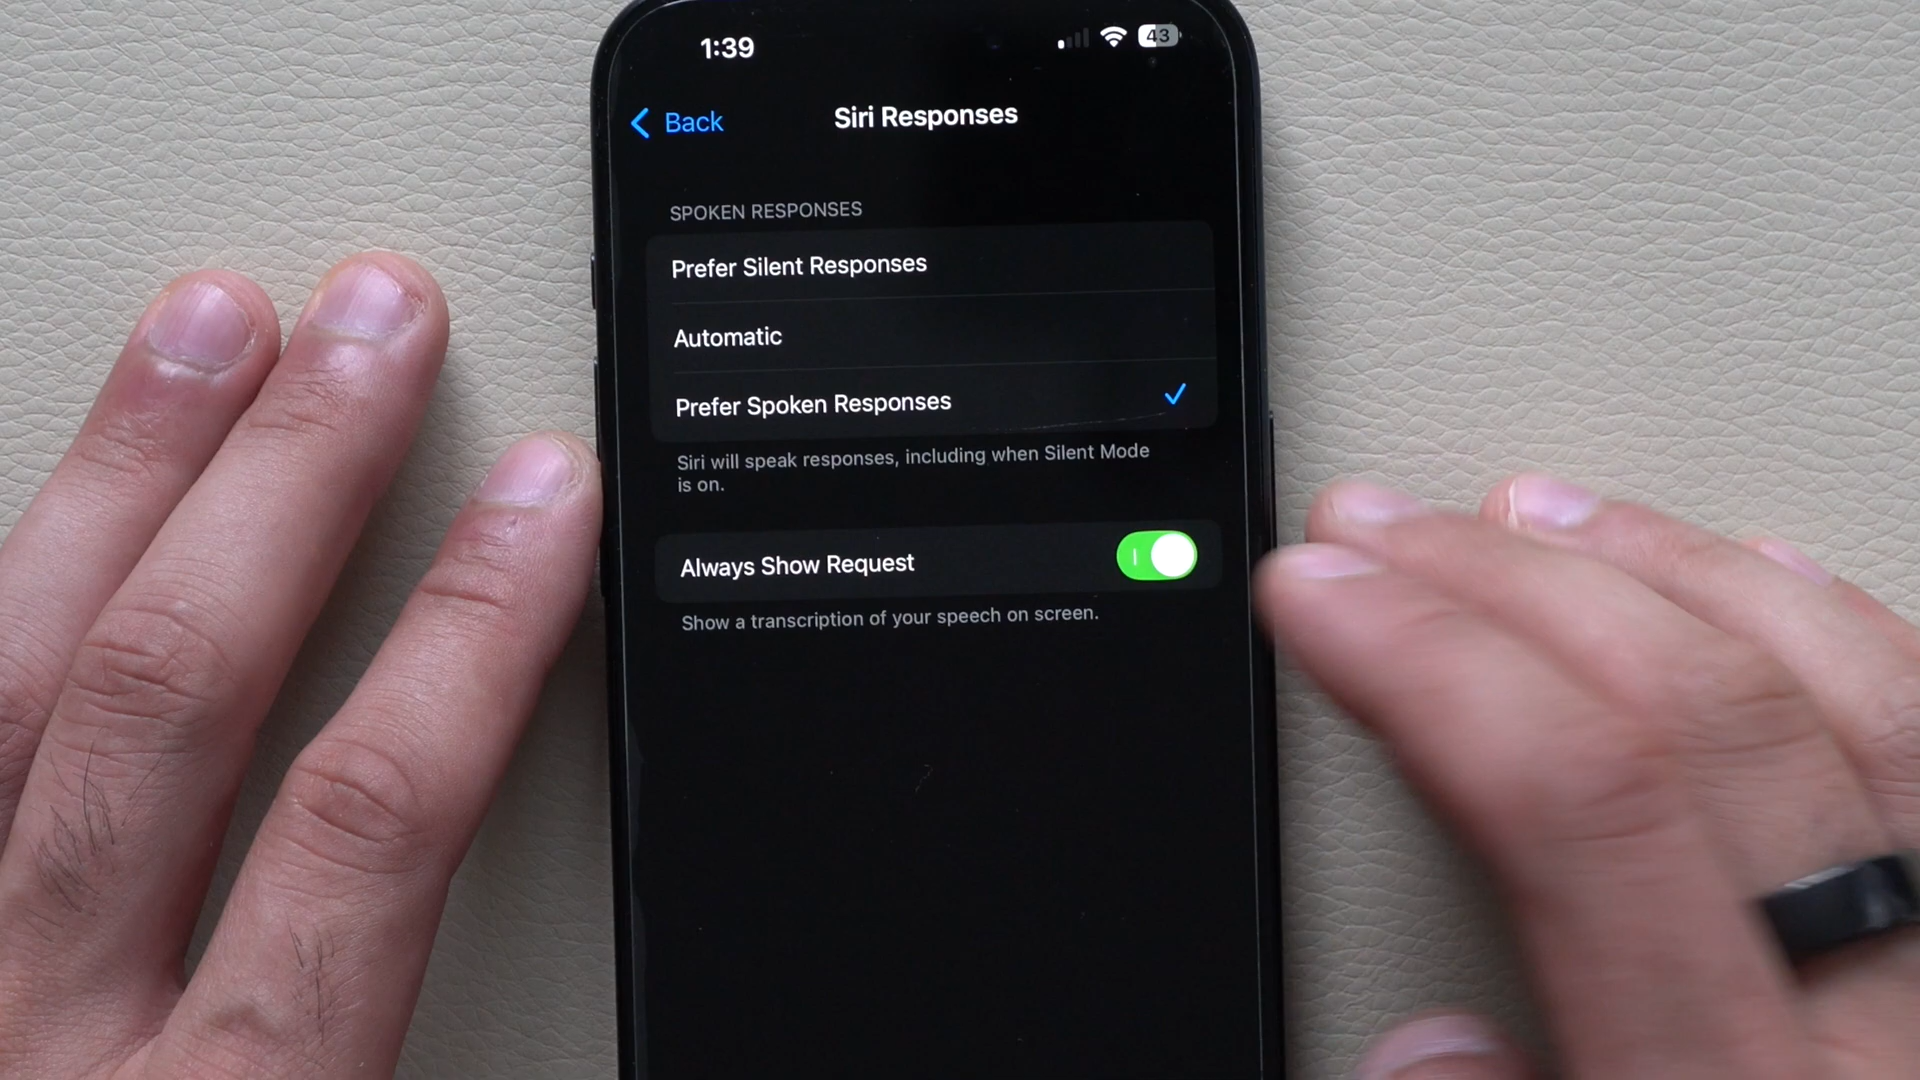 1:39
43
Back
Siri Responses
SPOKEN RESPONSES
Prefer Silent Responses
Automatic
Prefer Spoken Responses
Siri will speak responses, including when Silent Mode
is on.
Always Show Request
Show a transcription of your speech on screen.